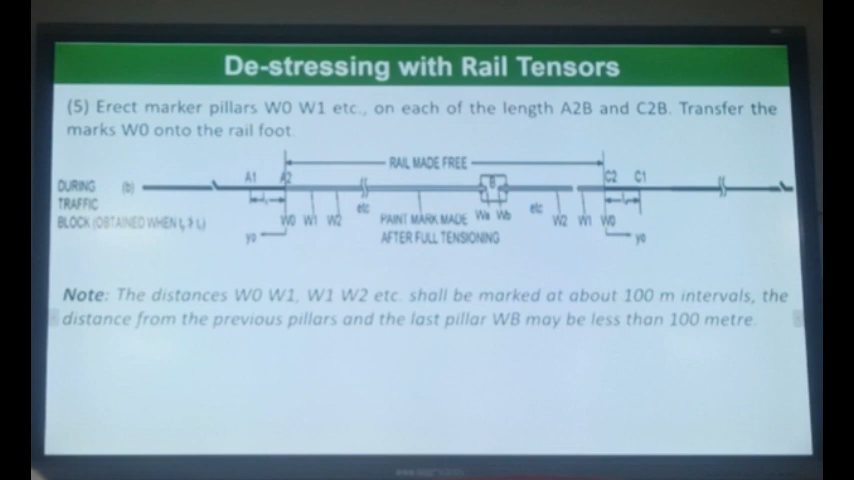 De-stressing with Rail Tensors
(5) Erect marker pillars W0 W1 etc., on each of the length A2B and C2B. Transfer the
marks W0 onto the rail foot.
RAIL MADE FREE
A1 A2 B C2 C1
DURING (b)
TRAFFIC
BLOCK (OBTAINED WHEN
W0 W1 W2 etc PAINT MARK MADE Wa Wb etc W2 W1 W0
yo AFTER FULL TENSIONING yo
Note: The distances W0 W1, W1 W2 etc. shall be marked at about 100 m intervals, the
distance from the previous pillars and the last pillar WB may be less than 100 metre.